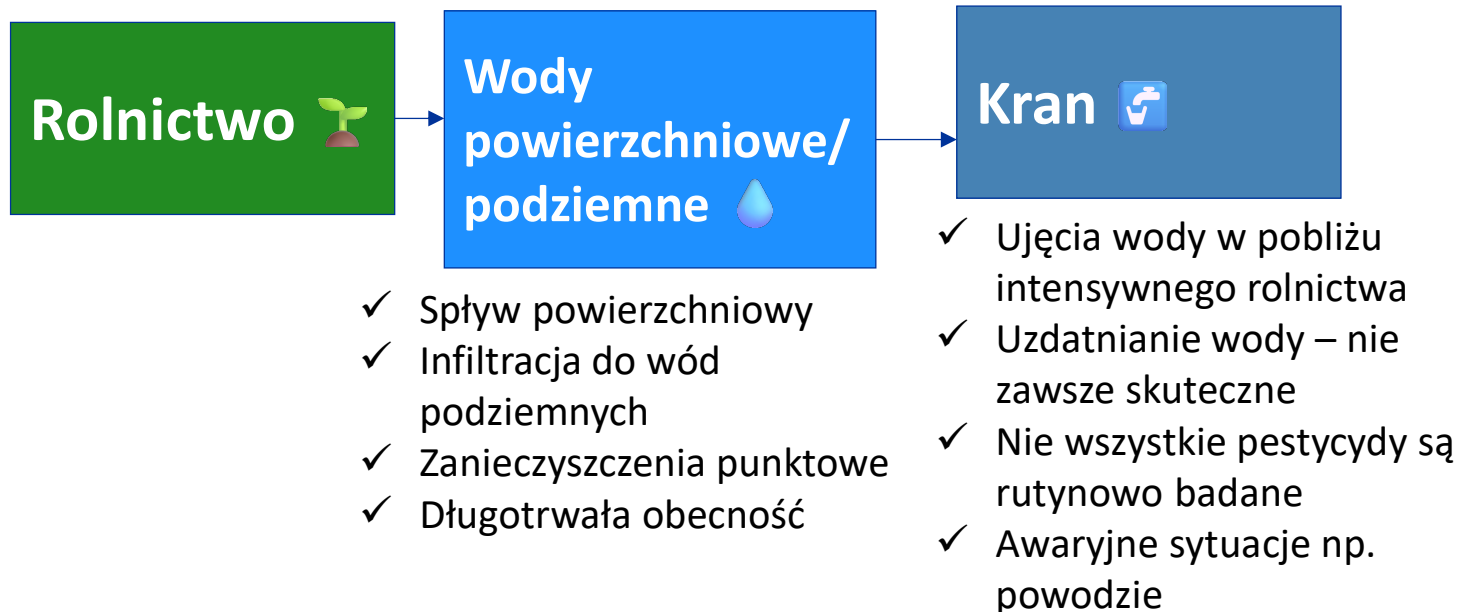 Rolnictwo 🌱
Wody
powierzchniowe/
podziemne 💧
Kran 🚰
✓ Spływ powierzchniowy
✓ Infiltracja do wód
podziemnych
✓ Zanieczyszczenia punktowe
✓ Długotrwała obecność
✓ Ujęcia wody w pobliżu
intensywnego rolnictwa
✓ Uzdatnianie wody – nie
zawsze skuteczne
✓ Nie wszystkie pestycydy są
rutynowo badane
✓ Awaryjne sytuacje np.
powodzie